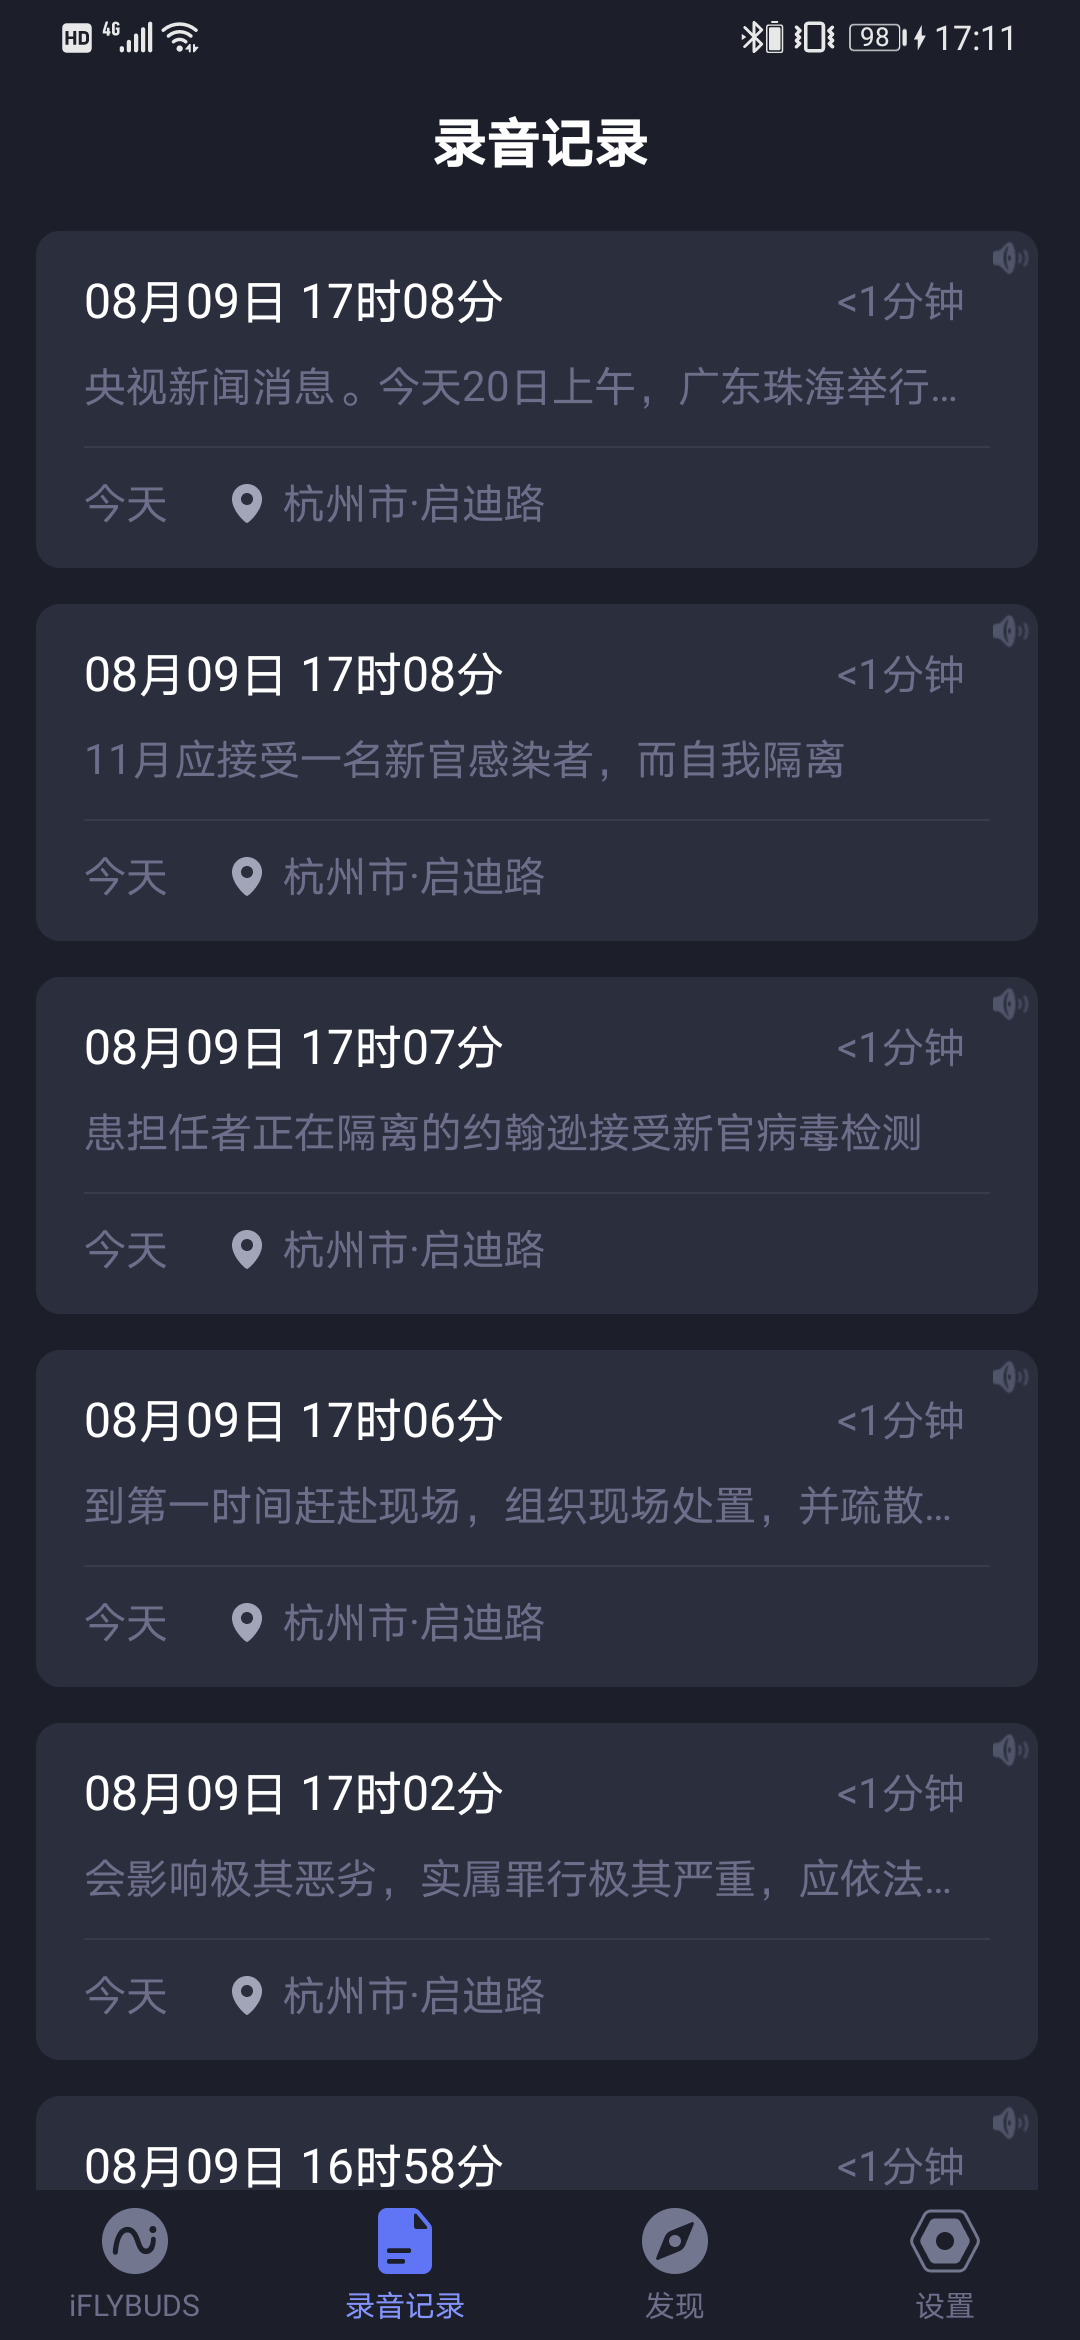 HD 4G 98 17:11
录音记录
08月09日 17时08分 <1分钟
央视新闻消息。今天20日上午，广东珠海举行...
今天 杭州市·启迪路
08月09日 17时08分 <1分钟
11月应接受一名新官感染者，而自我隔离
今天 杭州市·启迪路
08月09日 17时07分 <1分钟
患担任者正在隔离的约翰逊接受新官病毒检测
今天 杭州市·启迪路
08月09日 17时06分 <1分钟
到第一时间赶赴现场，组织现场处置，并疏散...
今天 杭州市·启迪路
08月09日 17时02分 <1分钟
会影响极其恶劣，实属罪行极其严重，应依法...
今天 杭州市·启迪路
08月09日 16时58分 <1分钟
iFLYBUDS 录音记录 发现 设置